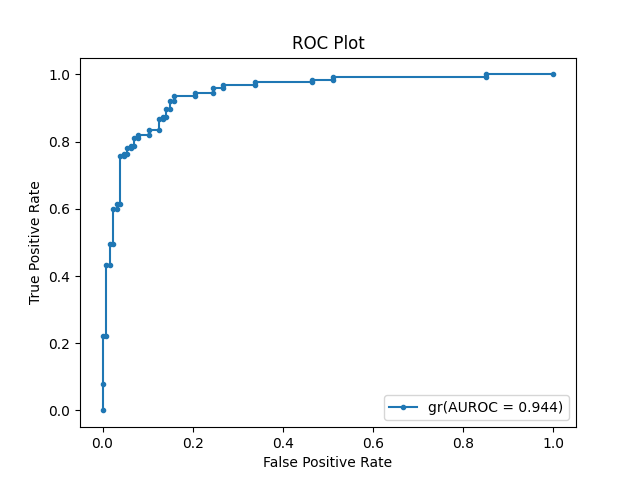 ROC Plot
1.0
0.8
0.6
0.4
0.2
0.0
True Positive Rate
gr(AUROC = 0.944)
0.0 0.2 0.4 0.6 0.8 1.0
False Positive Rate